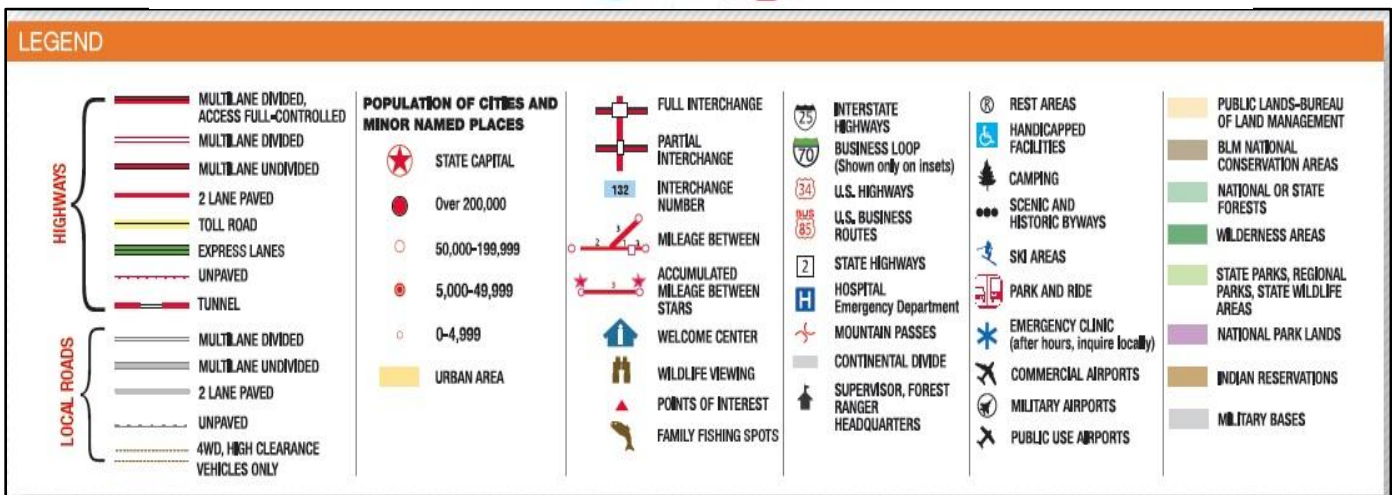 LEGEND
HIGHWAYS
MULTILANE DIVIDED,
ACCESS FULL-CONTROLLED
MULTILANE DIVIDED
MULTILANE UNDIVIDED
2 LANE PAVED
TOLL ROAD
EXPRESS LANES
UNPAVED
TUNNEL
LOCAL ROADS
MULTILANE DIVIDED
MULTILANE UNDIVIDED
2 LANE PAVED
UNPAVED
4WD, HIGH CLEARANCE
VEHICLES ONLY
POPULATION OF CITIES AND
MINOR NAMED PLACES
STATE CAPITAL
Over 200,000
50,000-199,999
5,000-49,999
0-4,999
URBAN AREA
FULL INTERCHANGE
PARTIAL
INTERCHANGE
132
INTERCHANGE
NUMBER
3
2 1 3
MILEAGE BETWEEN
3
ACCUMULATED
MILEAGE BETWEEN
STARS
i
WELCOME CENTER
WILDLIFE VIEWING
POINTS OF INTEREST
FAMILY FISHING SPOTS
25
INTERSTATE
HIGHWAYS
70
BUSINESS LOOP
(Shown only on insets)
34
U.S. HIGHWAYS
BUS
85
U.S. BUSINESS
ROUTES
2
STATE HIGHWAYS
H
HOSPITAL
Emergency Department
MOUNTAIN PASSES
CONTINENTAL DIVIDE
SUPERVISOR, FOREST
RANGER
HEADQUARTERS
R
REST AREAS
HANDICAPPED
FACILITIES
CAMPING
SCENIC AND
HISTORIC BYWAYS
SKI AREAS
PARK AND RIDE
EMERGENCY CLINIC
(after hours, inquire locally)
COMMERCIAL AIRPORTS
MILITARY AIRPORTS
PUBLIC USE AIRPORTS
PUBLIC LANDS-BUREAU
OF LAND MANAGEMENT
BLM NATIONAL
CONSERVATION AREAS
NATIONAL OR STATE
FORESTS
WILDERNESS AREAS
STATE PARKS, REGIONAL
PARKS, STATE WILDLIFE
AREAS
NATIONAL PARK LANDS
INDIAN RESERVATIONS
MILITARY BASES